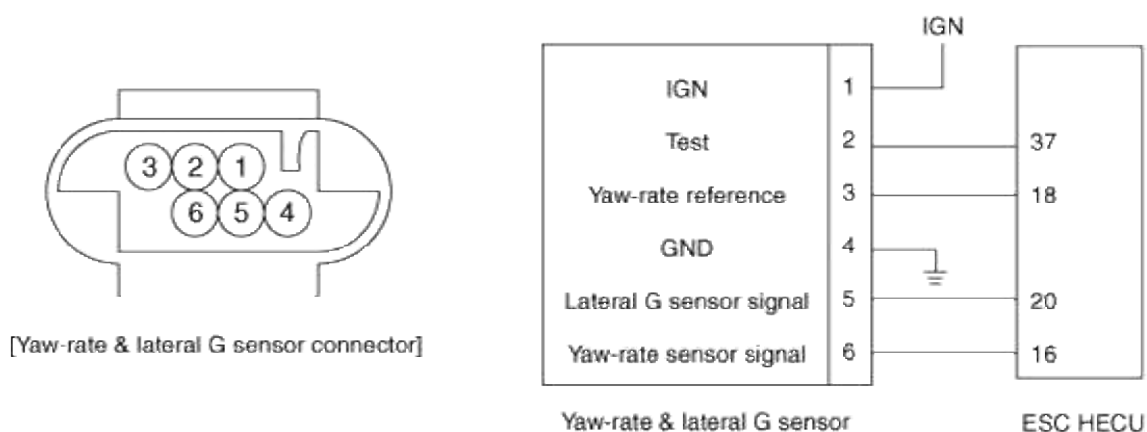 3 2 1
6 5 4
[Yaw-rate & lateral G sensor connector]
IGN
IGN 1
Test 2 37
Yaw-rate reference 3 18
GND 4
Lateral G sensor signal 5 20
Yaw-rate sensor signal 6 16
Yaw-rate & lateral G sensor ESC HECU